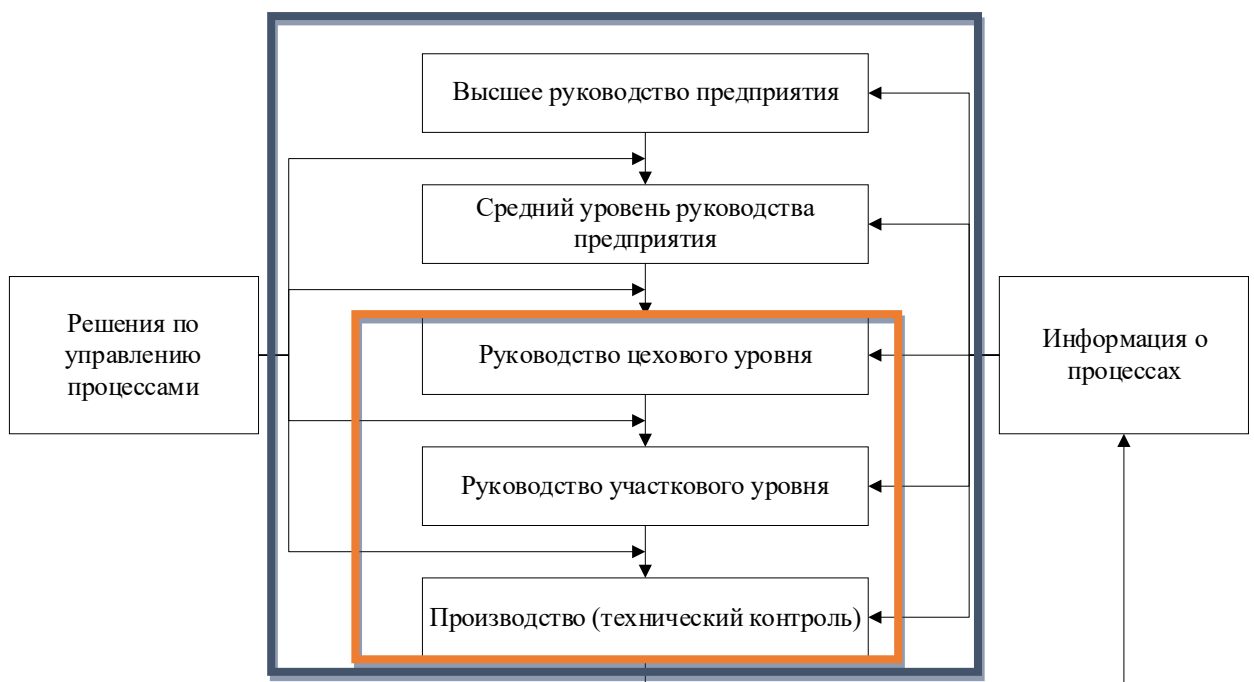 Высшее руководство предприятия
Средний уровень руководства
предприятия
Решения по
управлению
процессами
Руководство цехового уровня
Информация о
процессах
Руководство участкового уровня
Производство (технический контроль)